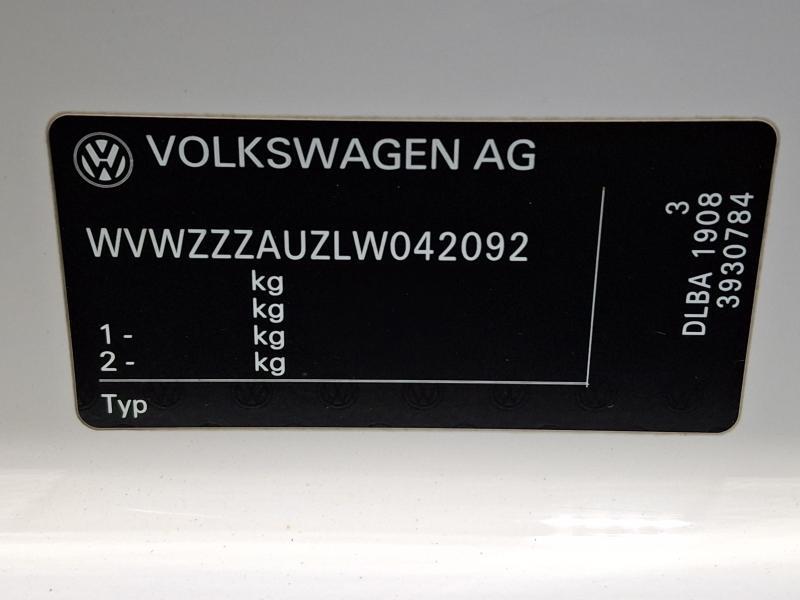 VOLKSWAGEN AG
WVWZZZAUZLW042092
kg
kg
1 - kg
2 - kg
Typ
3
DLBA 1908
3930784